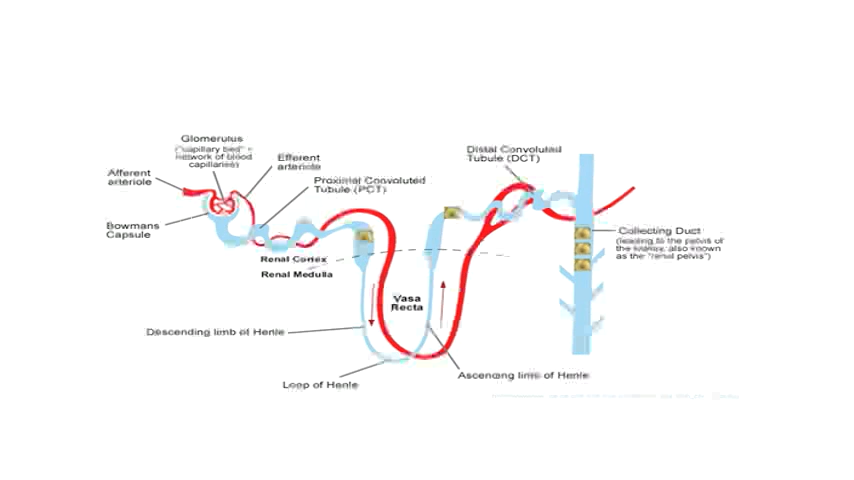 Glomerulus
("capillary bed" -
network of blood
capillaries)
Afferent
arteriole
Efferent
arteriole
Proximal Convoluted
Tubule (PCT)
Bowmans
Capsule
Distal Convoluted
Tubule (DCT)
Collecting Duct
(leading to the pelvis of
the kidney, also known
as the "renal pelvis")
Renal Cortex
Renal Medulla
Vasa
Recta
Descending limb of Henle
Loop of Henle
Ascending limb of Henle